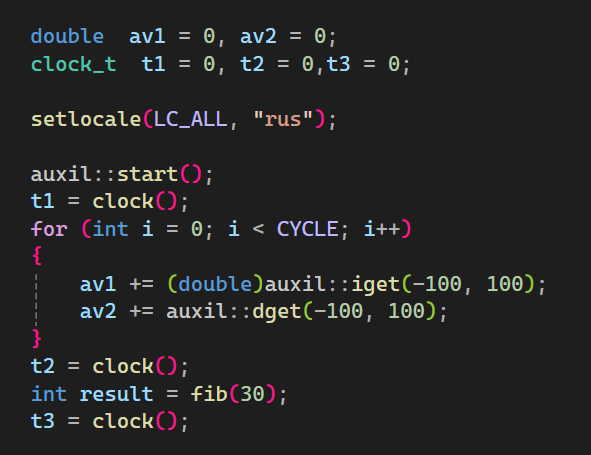 double  av1 = 0, av2 = 0;
clock_t  t1 = 0, t2 = 0,t3 = 0;
setlocale(LC_ALL, "rus");
auxil::start();
t1 = clock();
for (int i = 0; i < CYCLE; i++)
{
    av1 += (double)auxil::iget(-100, 100);
    av2 += auxil::dget(-100, 100);
}
t2 = clock();
int result = fib(30);
t3 = clock();